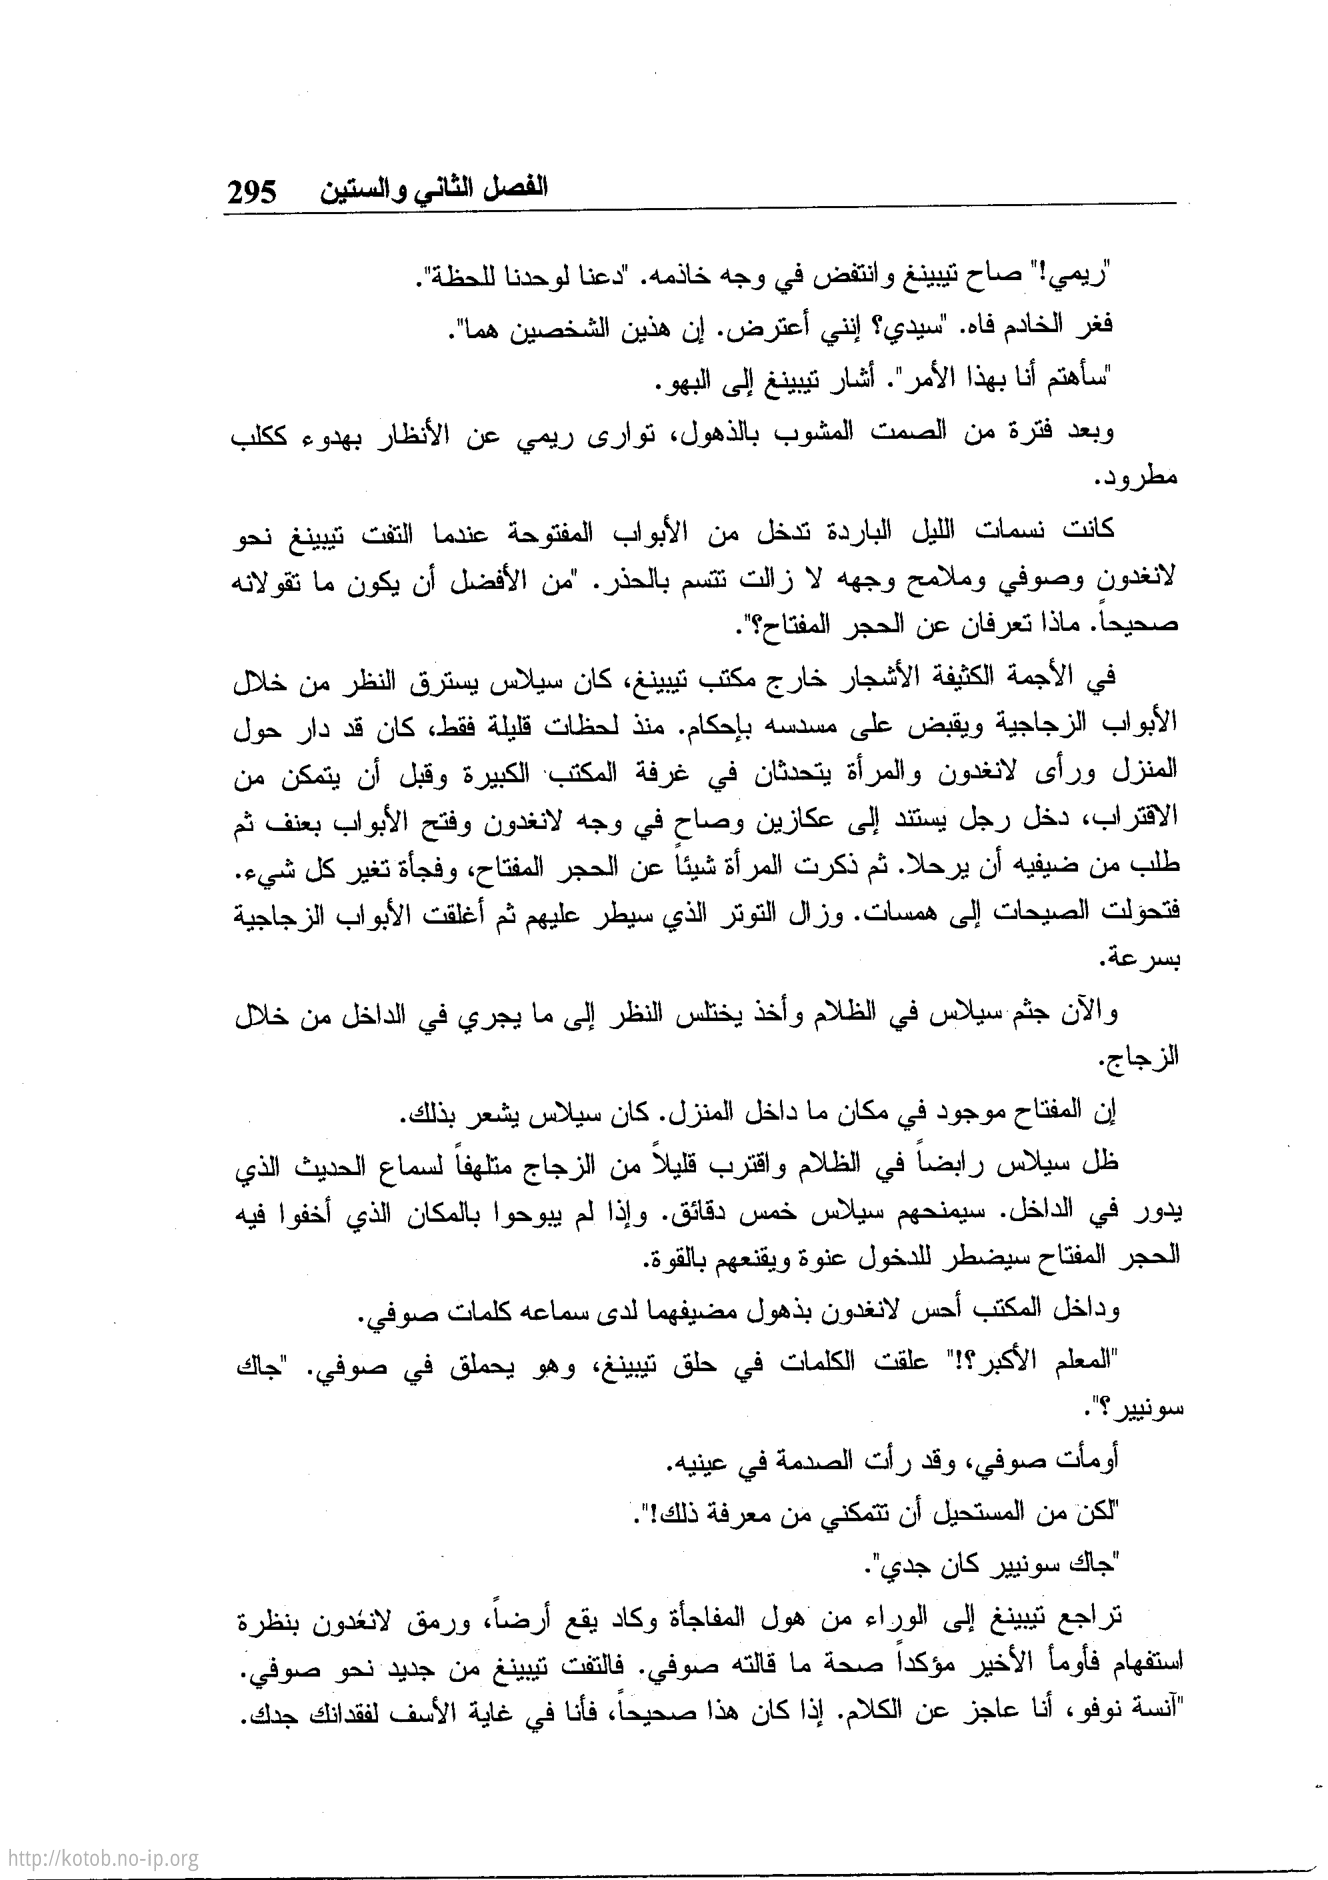 الفصل الثاني والستين 295
"ريمي!" صاح تيبينغ وانتفض في وجه خاذمه. "دعنا لوحدنا للحظة".
فغر الخادم فاه. "سيدي؟ إنني أعترض. إن هذين الشخصين هما".
"سأهتم أنا بهذا الأمر". أشار تيبينغ إلى البهو.
وبعد فترة من الصمت المشوب بالذهول، توارى ريمي عن الأنظار بهدوء ككلب
مطرود.
كانت نسمات الليل الباردة تدخل من الأبواب المفتوحة عندما التفت تيبينغ نحو
لانغدون وصوفي وملامح وجهه لا زالت تتسم بالحذر. "من الأفضل أن يكون ما تقولانه
صحيحاً. ماذا تعرفان عن الحجر المفتاح؟".
في الأجمة الكثيفة الأشجار خارج مكتب تيبينغ، كان سيلاس يسترق النظر من خلال
الأبواب الزجاجية ويقبض على مسدسه بإحكام. منذ لحظات قليلة فقط، كان قد دار حول
المنزل ورأى لانغدون والمرأة يتحدثان في غرفة المكتب الكبيرة وقبل أن يتمكن من
الاقتراب، دخل رجل يستند إلى عكازين وصاح في وجه لانغدون وفتح الأبواب بعنف ثم
طلب من ضيفيه أن يرحلا. ثم ذكرت المرأة شيئاً عن الحجر المفتاح، وفجأة تغير كل شيء.
فتحولت الصيحات إلى همسات. وزال التوتر الذي سيطر عليهم ثم أغلقت الأبواب الزجاجية
بسرعة.
والآن جثم سيلاس في الظلام وأخذ يختلس النظر إلى ما يجري في الداخل من خلال
الزجاج.
إن المفتاح موجود في مكان ما داخل المنزل. كان سيلاس يشعر بذلك.
ظل سيلاس رابضاً في الظلام واقترب قليلاً من الزجاج متلهفاً لسماع الحديث الذي
يدور في الداخل. سيمنحهم سيلاس خمس دقائق. وإذا لم يبوحوا بالمكان الذي أخفوا فيه
الحجر المفتاح سيضطر للدخول عنوة ويقنعهم بالقوة.
وداخل المكتب أحس لانغدون بذهول مضيفهما لدى سماعه كلمات صوفي.
"المعلم الأكبر؟!" علقت الكلمات في حلق تيبينغ، وهو يحملق في صوفي. "جاك
سونيير؟".
أومأت صوفي، وقد رأت الصدمة في عينيه.
"لكن من المستحيل أن تتمكني من معرفة ذلك!".
"جاك سونيير كان جدي".
تراجع تيبينغ إلى الوراء من هول المفاجأة وكاد يقع أرضاً، ورمق لانغدون بنظرة
استفهام فأومأ الأخير مؤكداً صحة ما قالته صوفي. فالتفت تيبينغ من جديد نحو صوفي.
"آنسة نوفو، أنا عاجز عن الكلام. إذا كان هذا صحيحاً، فأنا في غاية الأسف لفقدانك جدك.
http://kotob.no-ip.org